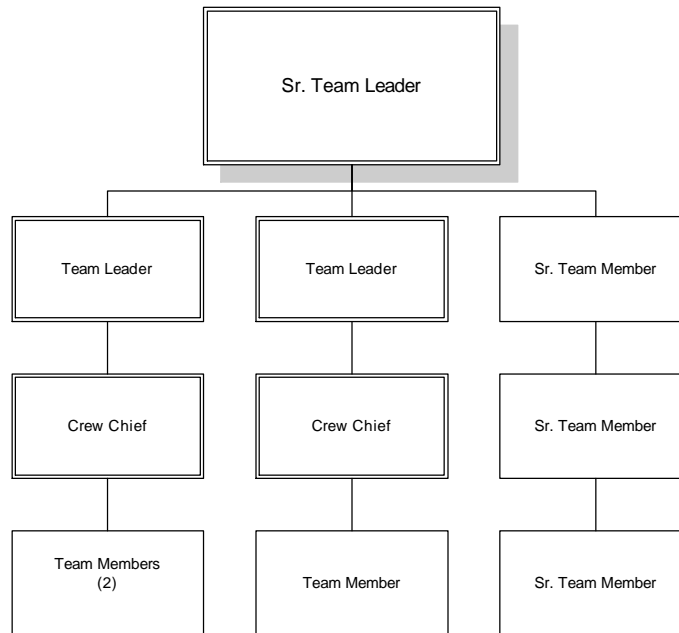 Sr. Team Leader
Team Leader
Team Leader
Sr. Team Member
Crew Chief
Crew Chief
Sr. Team Member
Team Members
(2)
Team Member
Sr. Team Member